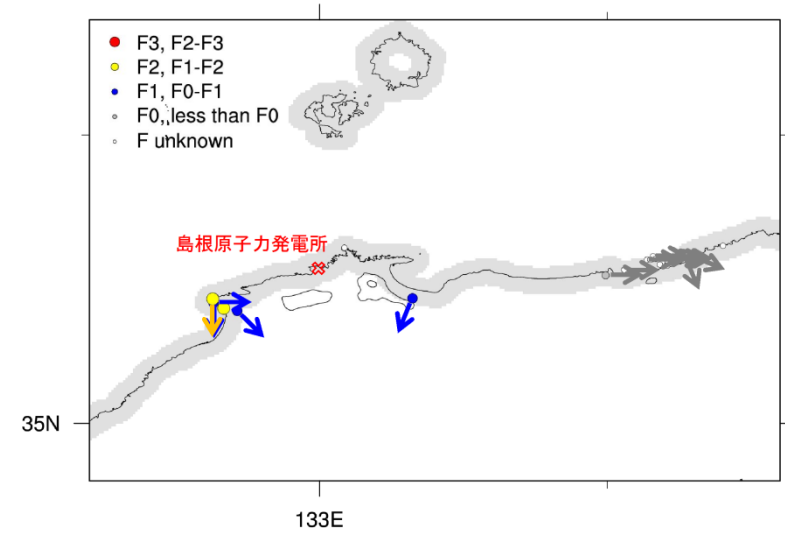 F3, F2-F3
F2, F1-F2
F1, F0-F1
F0, less than F0
F unknown
島根原子力発電所
35N
133E